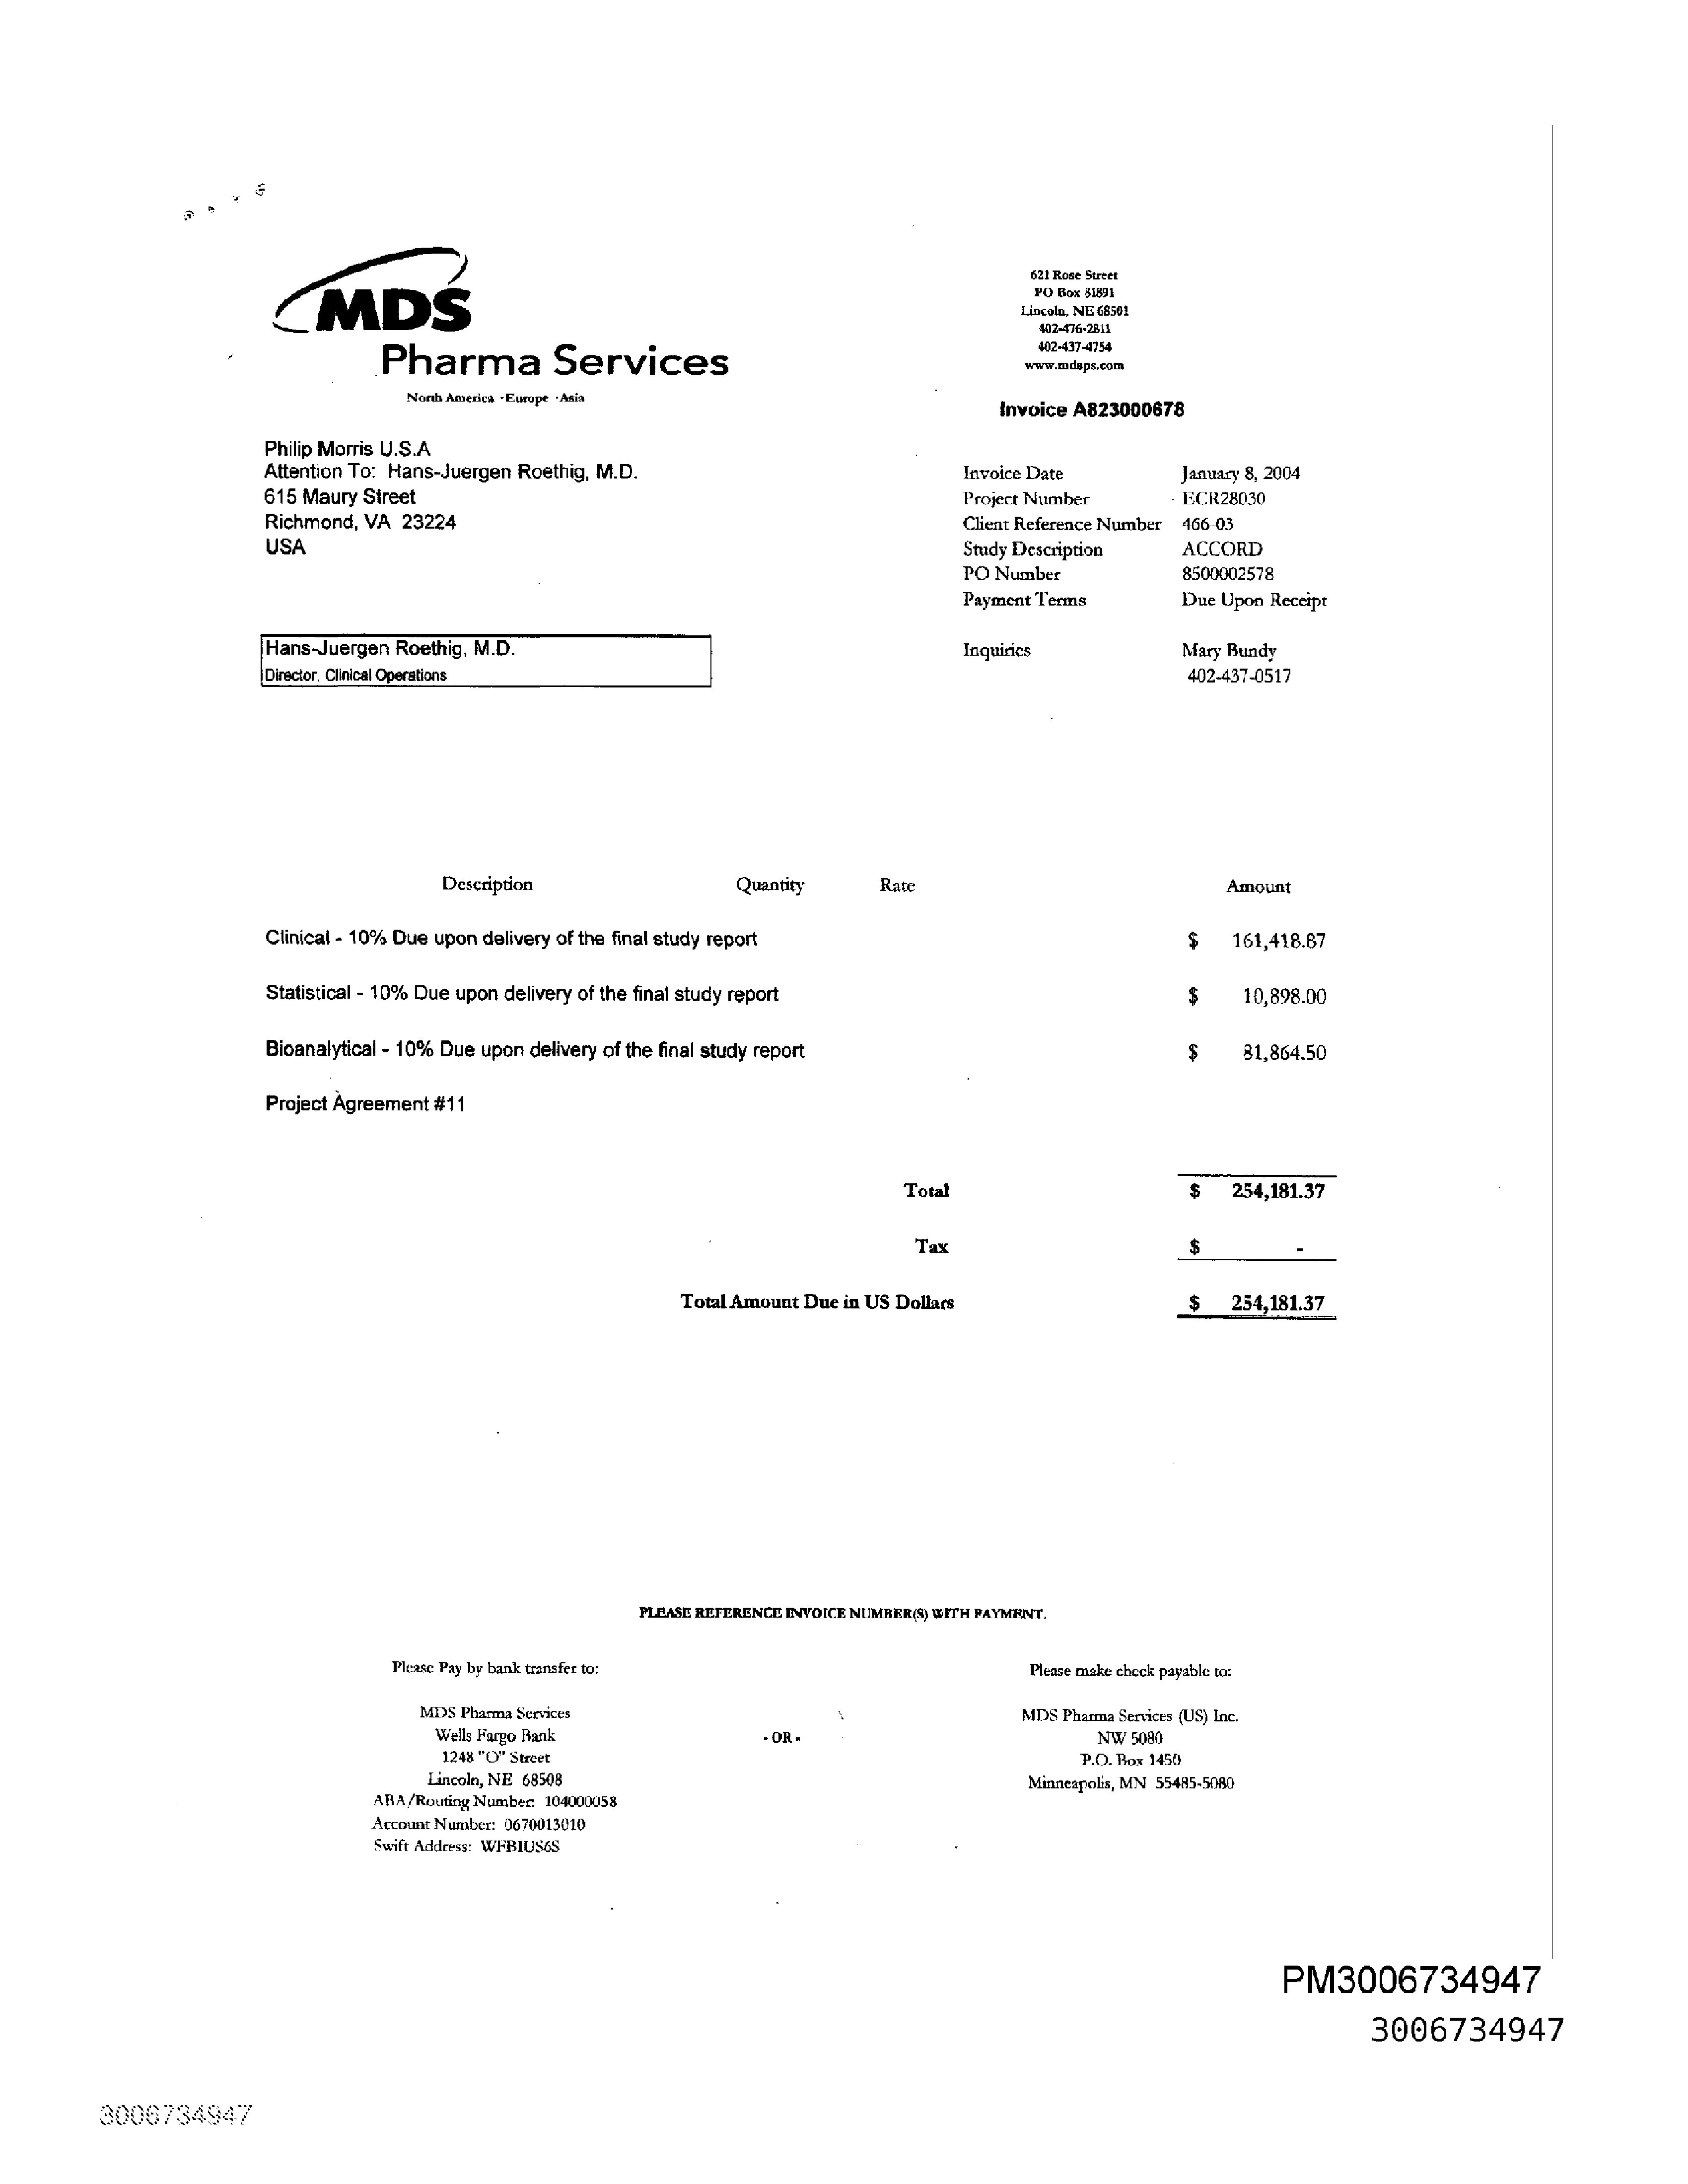 MDS
Pharma Services
North America · Europe · Asia
621 Rose Street
PO Box 81891
Lincoln, NE 68501
402-476-2811
402-437-4754
www.mdsps.com
Invoice A823000678
Philip Morris U.S.A
Attention To: Hans-Juergen Roethig, M.D.
615 Maury Street
Richmond, VA 23224
USA
Invoice Date January 8, 2004
Project Number ECR28030
Client Reference Number 466-03
Study Description ACCORD
PO Number 8500002578
Payment Terms Due Upon Receipt
Hans-Juergen Roethig, M.D.
Director, Clinical Operations
Inquiries Mary Bundy
402-437-0517
Description Quantity Rate Amount
Clinical - 10% Due upon delivery of the final study report $ 161,418.87
Statistical - 10% Due upon delivery of the final study report $ 10,898.00
Bioanalytical - 10% Due upon delivery of the final study report $ 81,864.50
Project Agreement #11
Total $ 254,181.37
Tax $ -
Total Amount Due in US Dollars $ 254,181.37
PLEASE REFERENCE INVOICE NUMBER(S) WITH PAYMENT.
Please Pay by bank transfer to:
MDS Pharma Services
Wells Fargo Bank
1248 "O" Street
Lincoln, NE 68508
ABA/Routing Number: 104000058
Account Number: 0670013010
Swift Address: WFBIUS6S
- OR -
Please make check payable to:
MDS Pharma Services (US) Inc.
NW 5080
P.O. Box 1450
Minneapolis, MN 55485-5080
PM3006734947
3006734947
3006734947